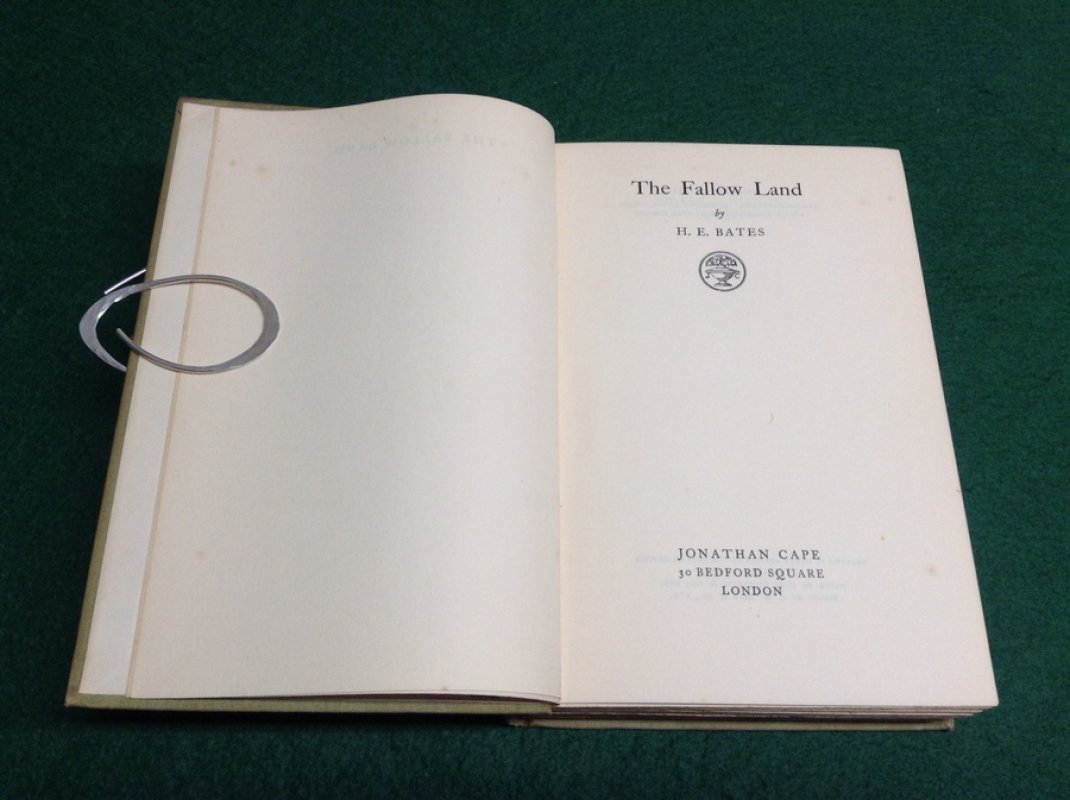 The Fallow Land
by
H. E. BATES
J C
JONATHAN CAPE
30 BEDFORD SQUARE
LONDON